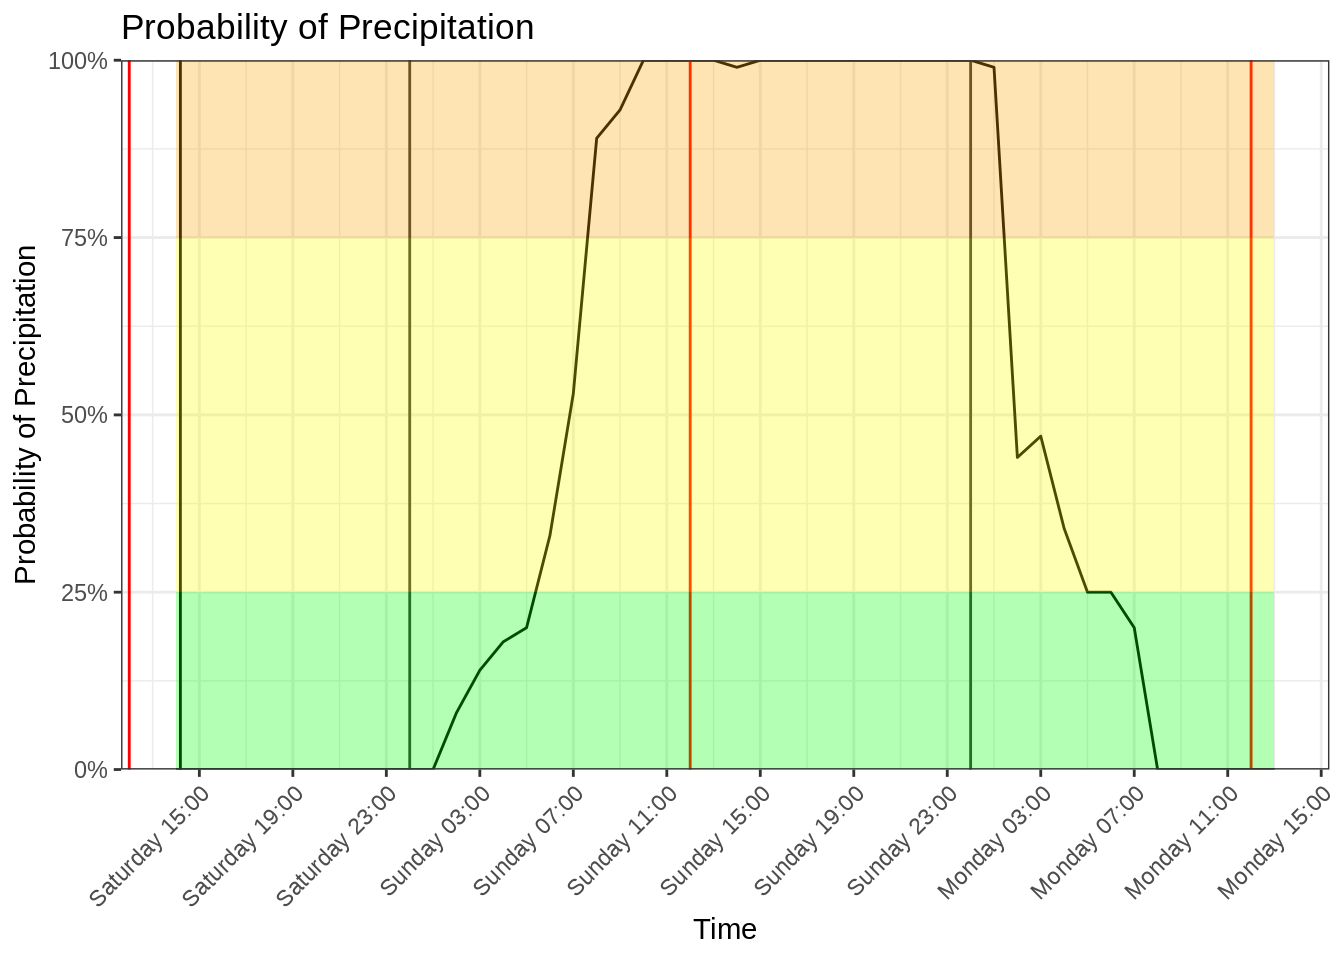 Probability of Precipitation
Probability of Precipitation
100%
75%
50%
25%
0%
Saturday 15:00
Saturday 19:00
Saturday 23:00
Sunday 03:00
Sunday 07:00
Sunday 11:00
Sunday 15:00
Sunday 19:00
Sunday 23:00
Monday 03:00
Monday 07:00
Monday 11:00
Monday 15:00
Time